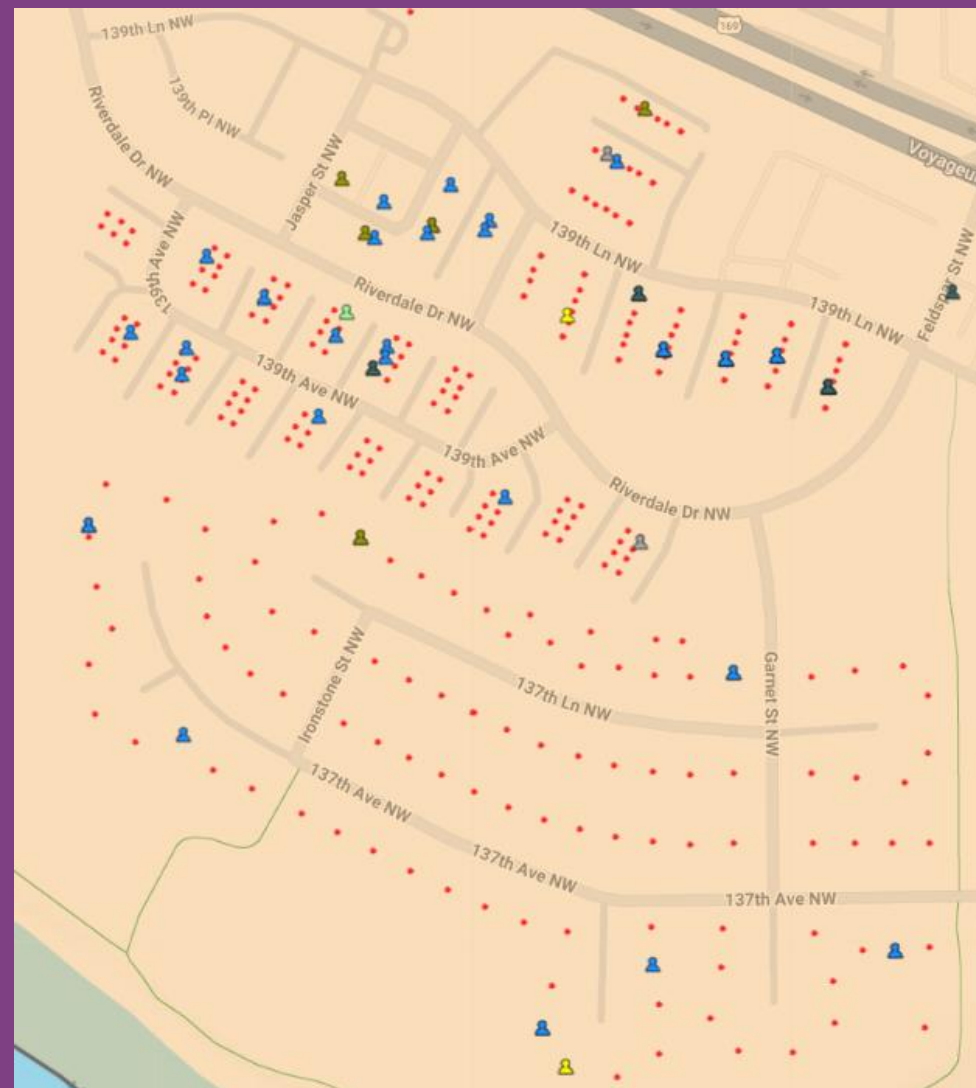 139th Ln NW
169
139th Pl NW
Riverdale Dr NW
Jasper St NW
139th Ave NW
139th Ln NW
Feldspar St NW
Riverdale Dr NW
139th Ln NW
139th Ave NW
139th Ave NW
Riverdale Dr NW
Ironstone St NW
137th Ln NW
Garnet St NW
137th Ave NW
137th Ave NW
137th Ave NW